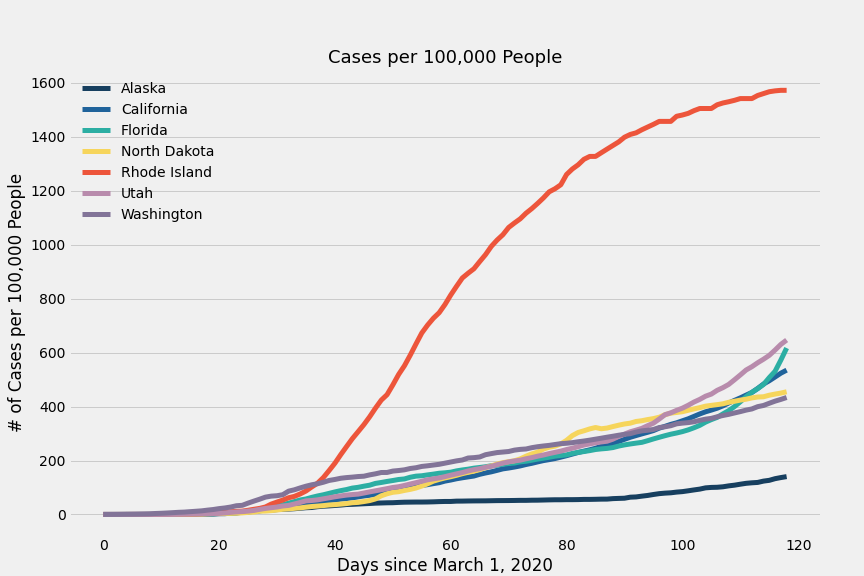 Cases per 100,000 People
# of Cases per 100,000 People
1600
1400
1200
1000
800
600
400
200
0
Alaska
California
Florida
North Dakota
Rhode Island
Utah
Washington
0 20 40 60 80 100 120
Days since March 1, 2020